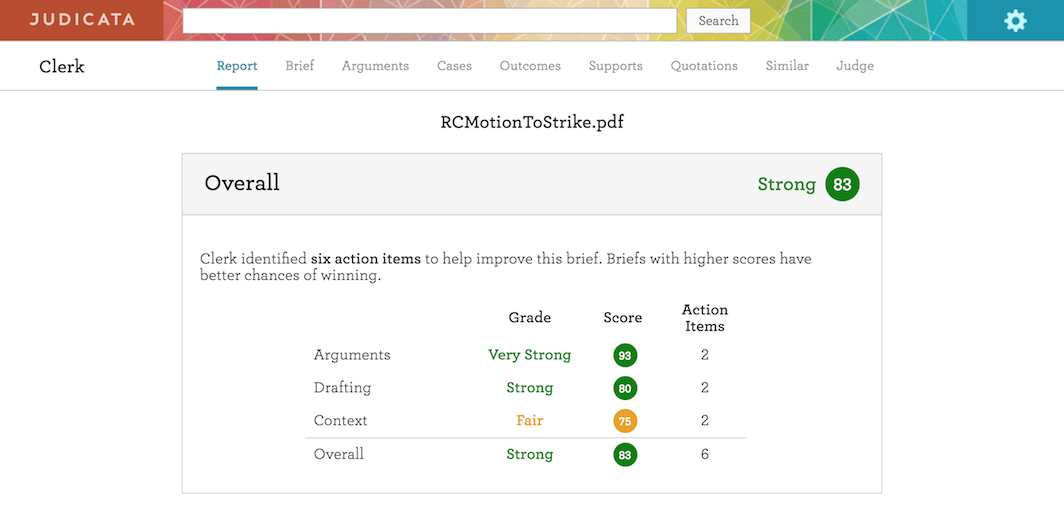 JUDICATA
Search
Clerk
Report Brief Arguments Cases Outcomes Supports Quotations Similar Judge
RCMotionToStrike.pdf
Overall Strong 83
Clerk identified six action items to help improve this brief. Briefs with higher scores have
better chances of winning.
Grade Score Action
Items
Arguments Very Strong 93 2
Drafting Strong 80 2
Context Fair 75 2
Overall Strong 83 6